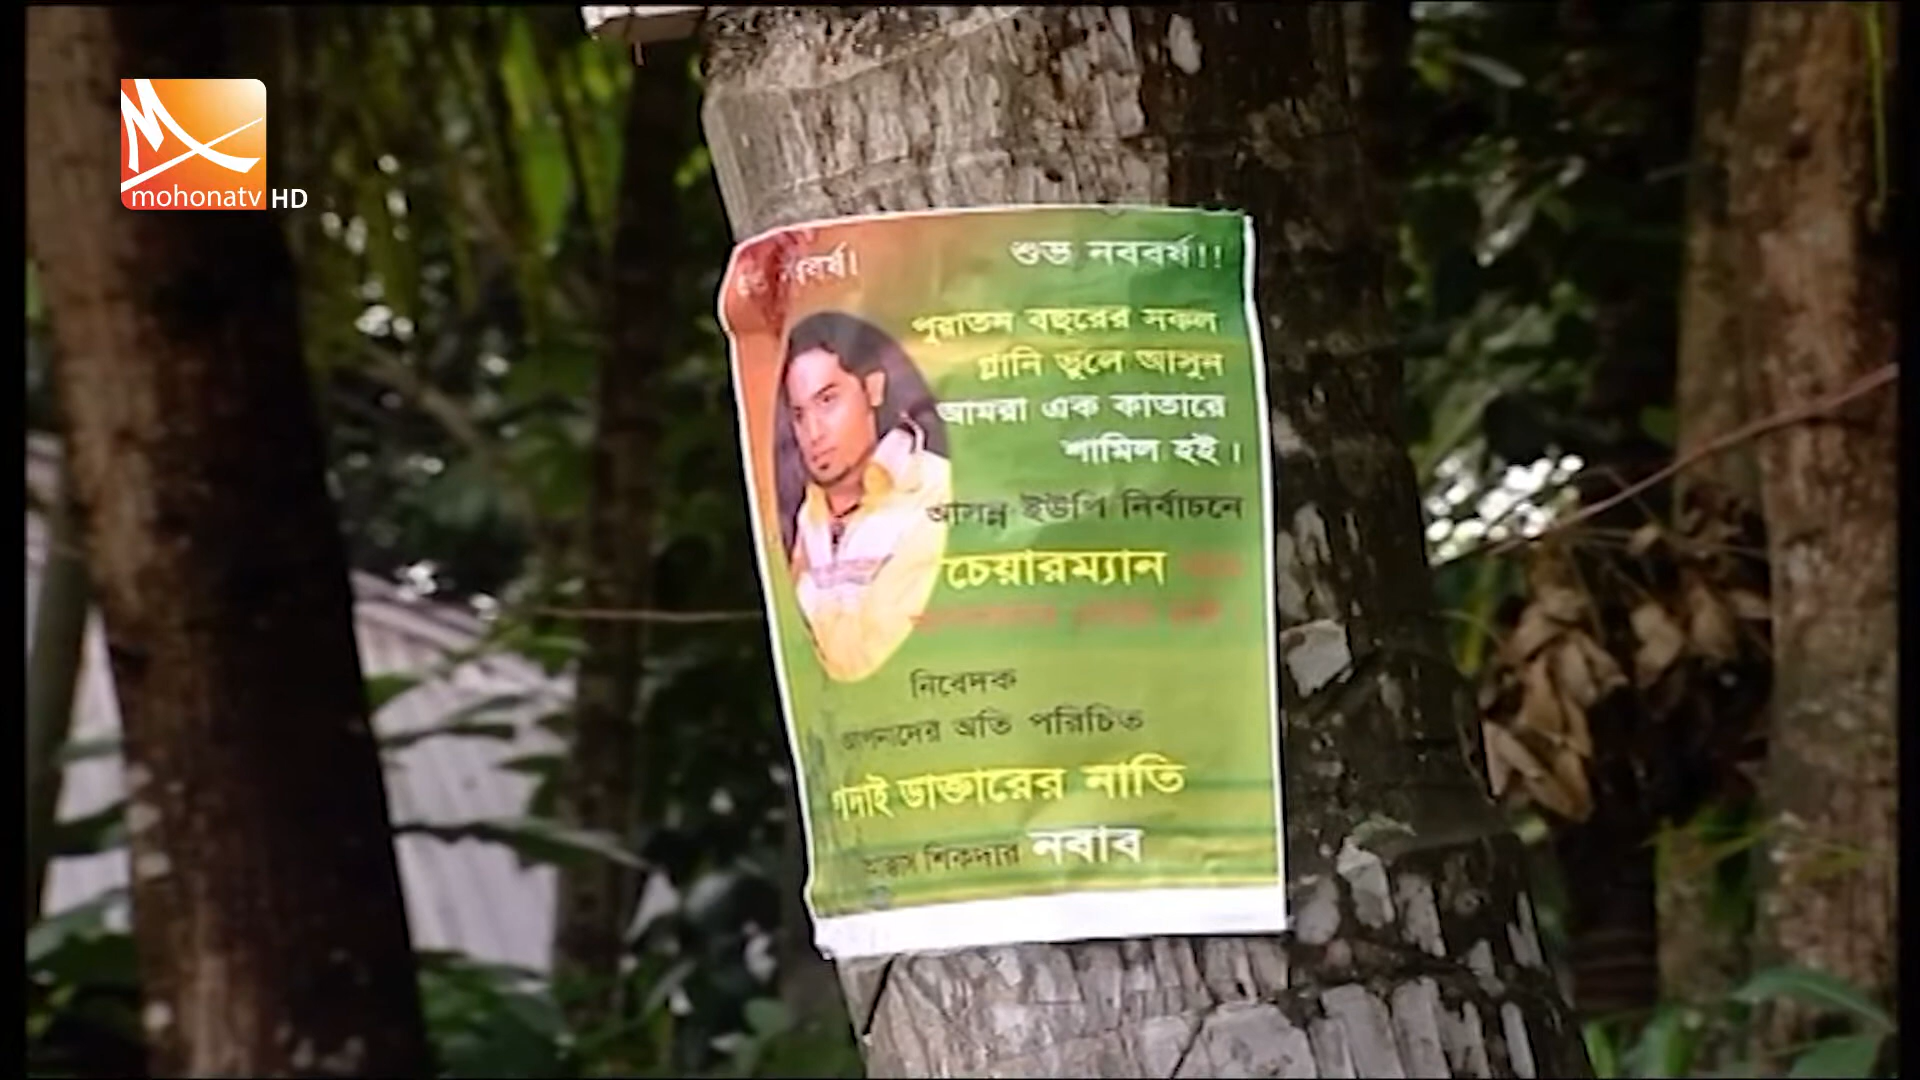 mohonatv HD
শুভ নববর্ষ!!
পুরাতন বছরের সকল
গ্লানি ভুলে আসুন
আমরা এক কাতারে
শামিল হই।
আসন্ন ইউপি নির্বাচনে
চেয়ারম্যান
নিবেদক
আপনাদের অতি পরিচিত
ডাক্তারের নাতি
শিকদার নবাব